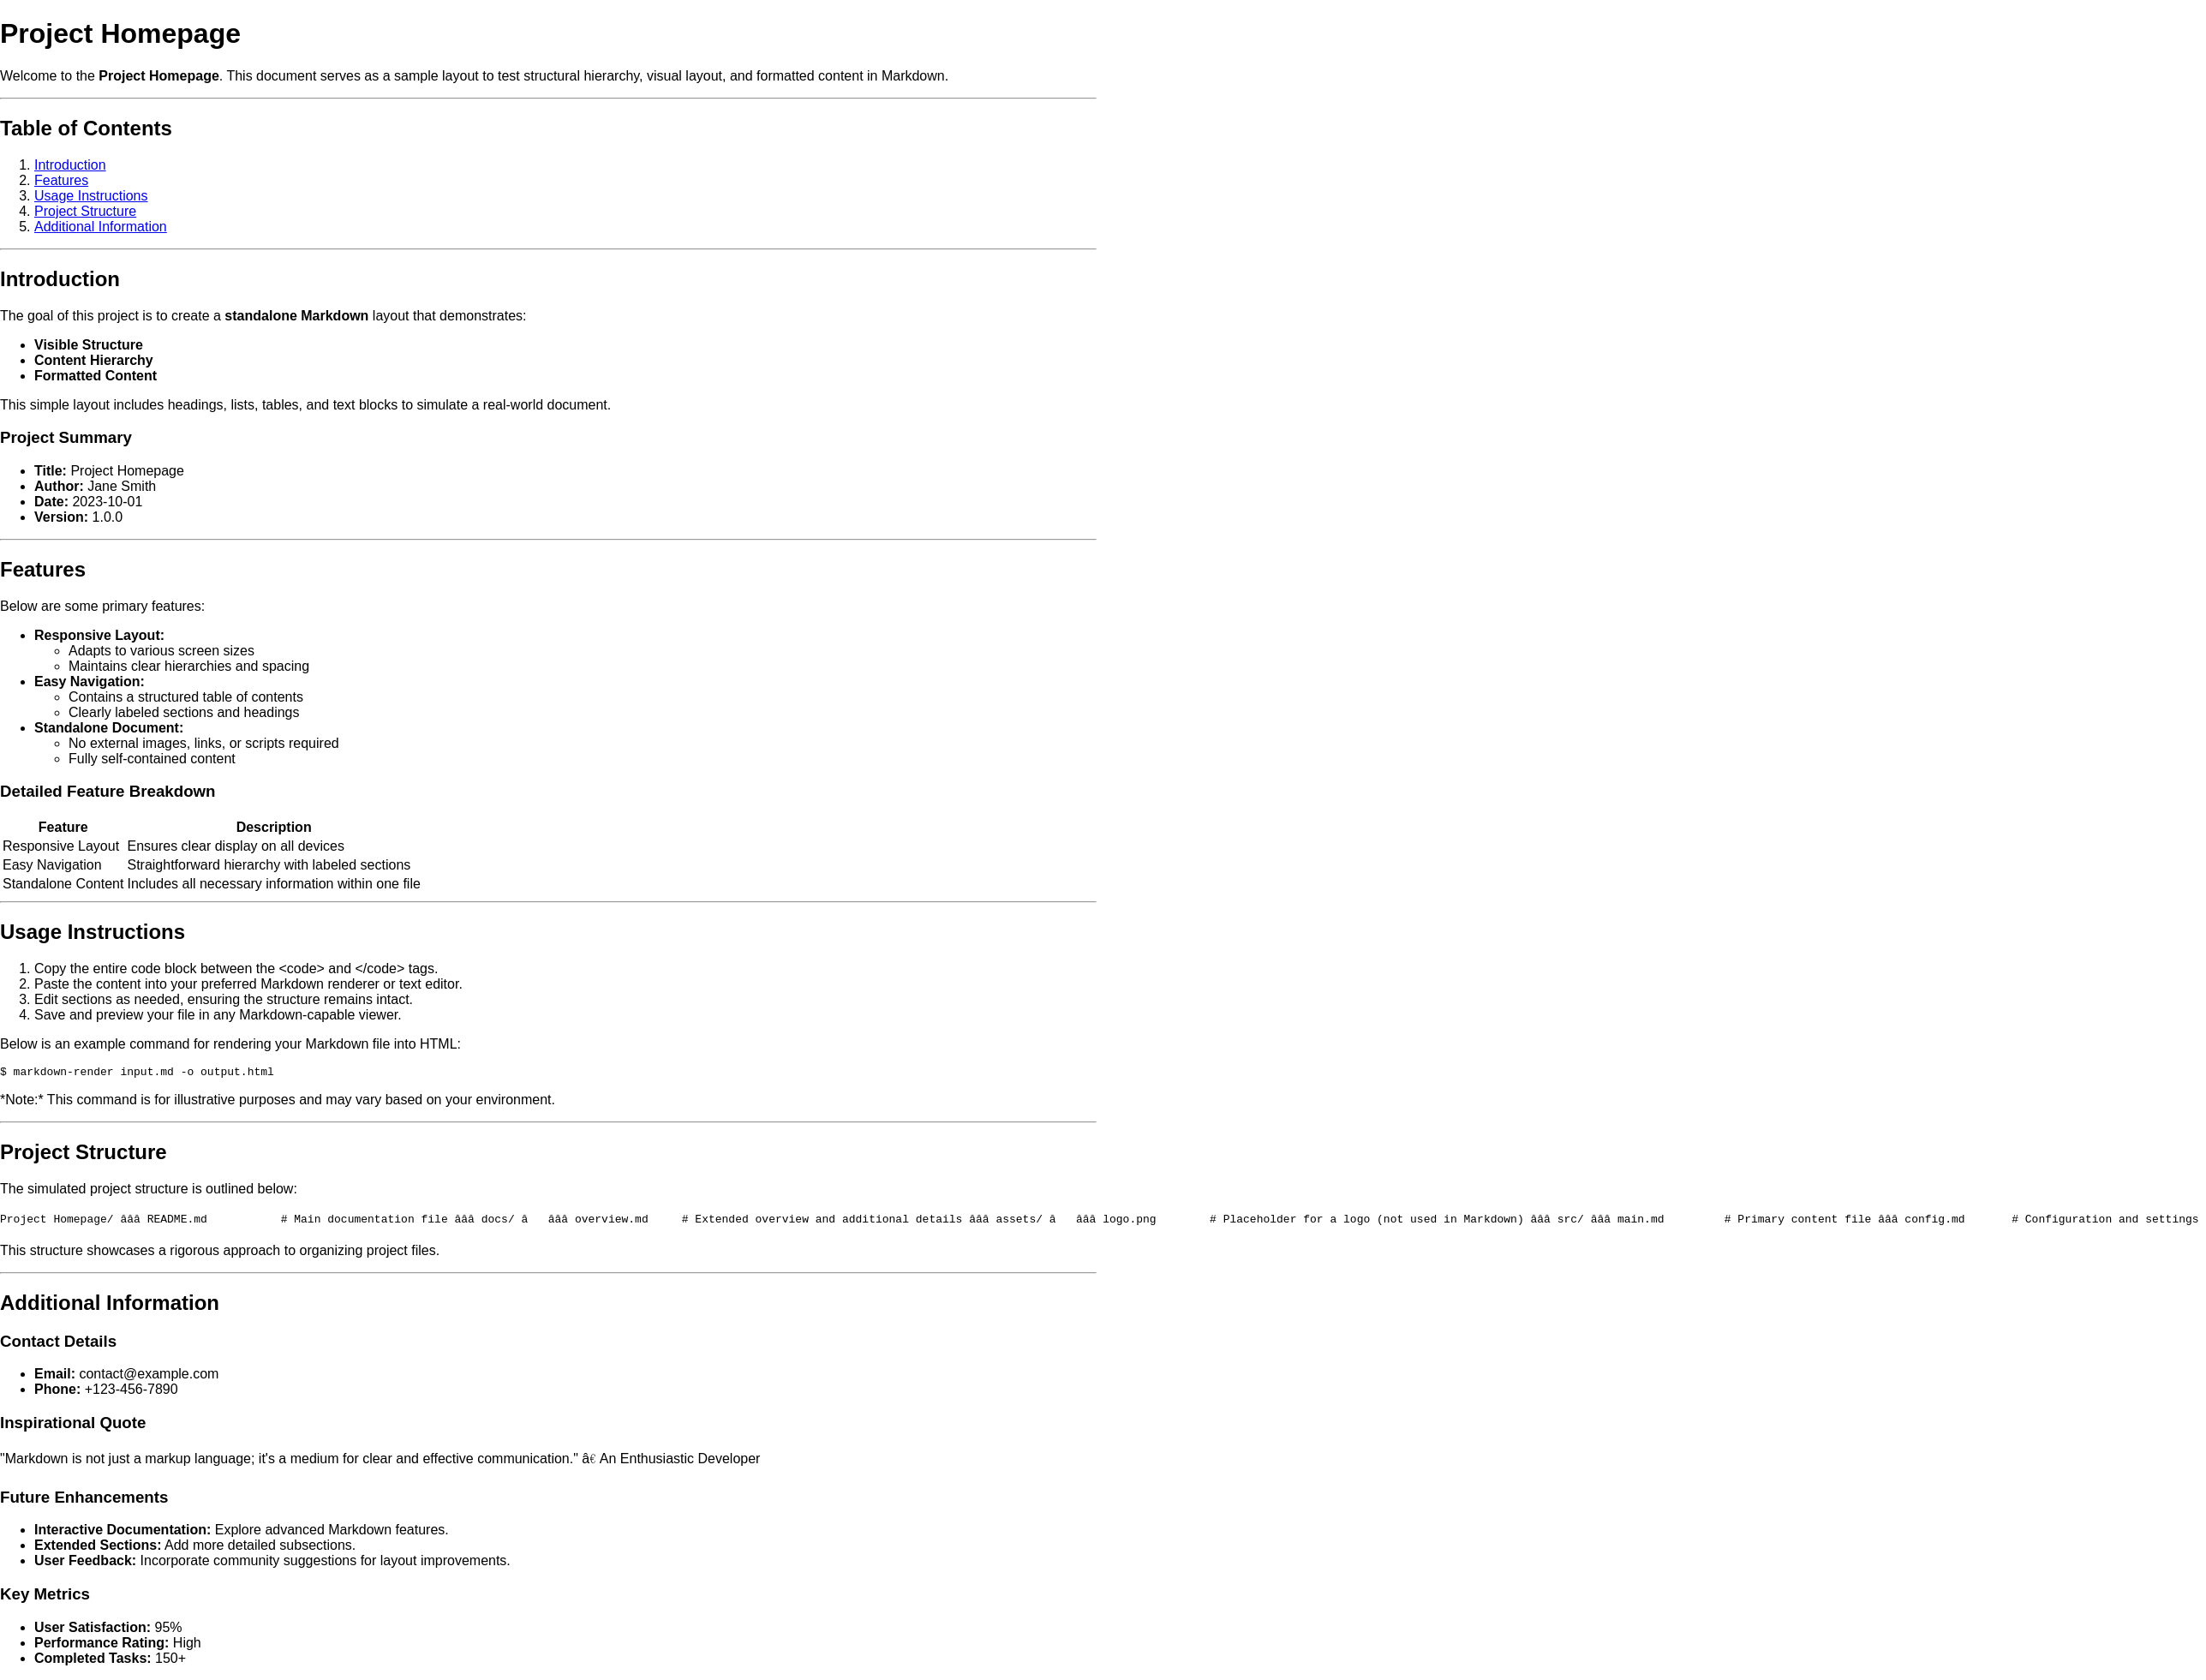 Project Homepage
Welcome to the Project Homepage. This document serves as a sample layout to test structural hierarchy, visual layout, and formatted content in Markdown.
Table of Contents
1. Introduction
2. Features
3. Usage Instructions
4. Project Structure
5. Additional Information
Introduction
The goal of this project is to create a standalone Markdown layout that demonstrates:
• Visible Structure
• Content Hierarchy
• Formatted Content
This simple layout includes headings, lists, tables, and text blocks to simulate a real-world document.
Project Summary
• Title: Project Homepage
• Author: Jane Smith
• Date: 2023-10-01
• Version: 1.0.0
Features
Below are some primary features:
• Responsive Layout:
◦ Adapts to various screen sizes
◦ Maintains clear hierarchies and spacing
• Easy Navigation:
◦ Contains a structured table of contents
◦ Clearly labeled sections and headings
• Standalone Document:
◦ No external images, links, or scripts required
◦ Fully self-contained content
Detailed Feature Breakdown
Feature Description
Responsive Layout Ensures clear display on all devices
Easy Navigation Straightforward hierarchy with labeled sections
Standalone Content Includes all necessary information within one file
Usage Instructions
1. Copy the entire code block between the <code> and </code> tags.
2. Paste the content into your preferred Markdown renderer or text editor.
3. Edit sections as needed, ensuring the structure remains intact.
4. Save and preview your file in any Markdown-capable viewer.
Below is an example command for rendering your Markdown file into HTML:
$ markdown-render input.md -o output.html
*Note:* This command is for illustrative purposes and may vary based on your environment.
Project Structure
The simulated project structure is outlined below:
Project Homepage/ âââ README.md # Main documentation file âââ docs/ â âââ overview.md # Extended overview and additional details âââ assets/ â âââ logo.png # Placeholder for a logo (not used in Markdown) âââ src/ âââ main.md # Primary content file âââ config.md # Configuration and settings
This structure showcases a rigorous approach to organizing project files.
Additional Information
Contact Details
• Email: contact@example.com
• Phone: +123-456-7890
Inspirational Quote
"Markdown is not just a markup language; it's a medium for clear and effective communication." â€ An Enthusiastic Developer
Future Enhancements
• Interactive Documentation: Explore advanced Markdown features.
• Extended Sections: Add more detailed subsections.
• User Feedback: Incorporate community suggestions for layout improvements.
Key Metrics
• User Satisfaction: 95%
• Performance Rating: High
• Completed Tasks: 150+